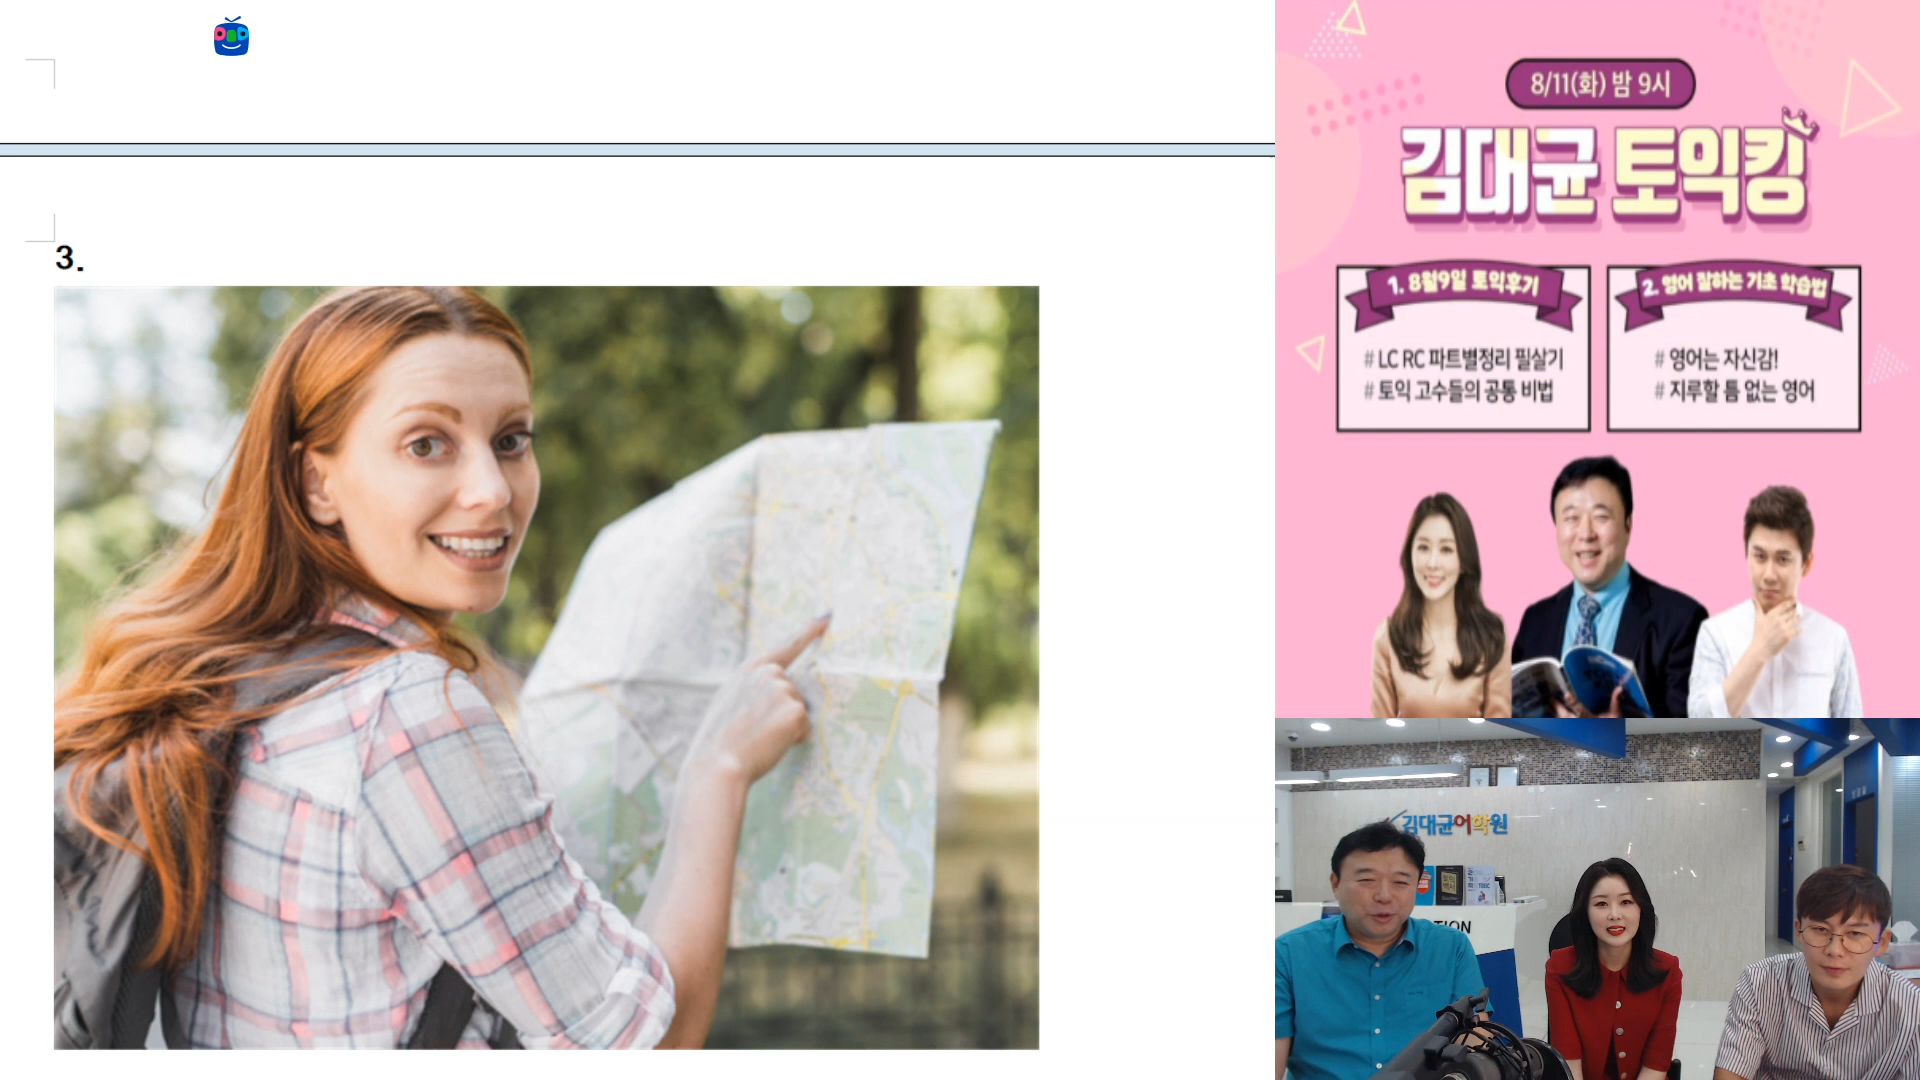 3.
8/11(화) 밤 9시
김대균 토익킹
1. 8월9일 토익후기
# LC RC 파트별정리 필살기
# 토익 고수들의 공통 비법
2. 영어 잘하는 기초 학습법
# 영어는 자신감!
# 지루할 틈 없는 영어
김대균어학원
TION